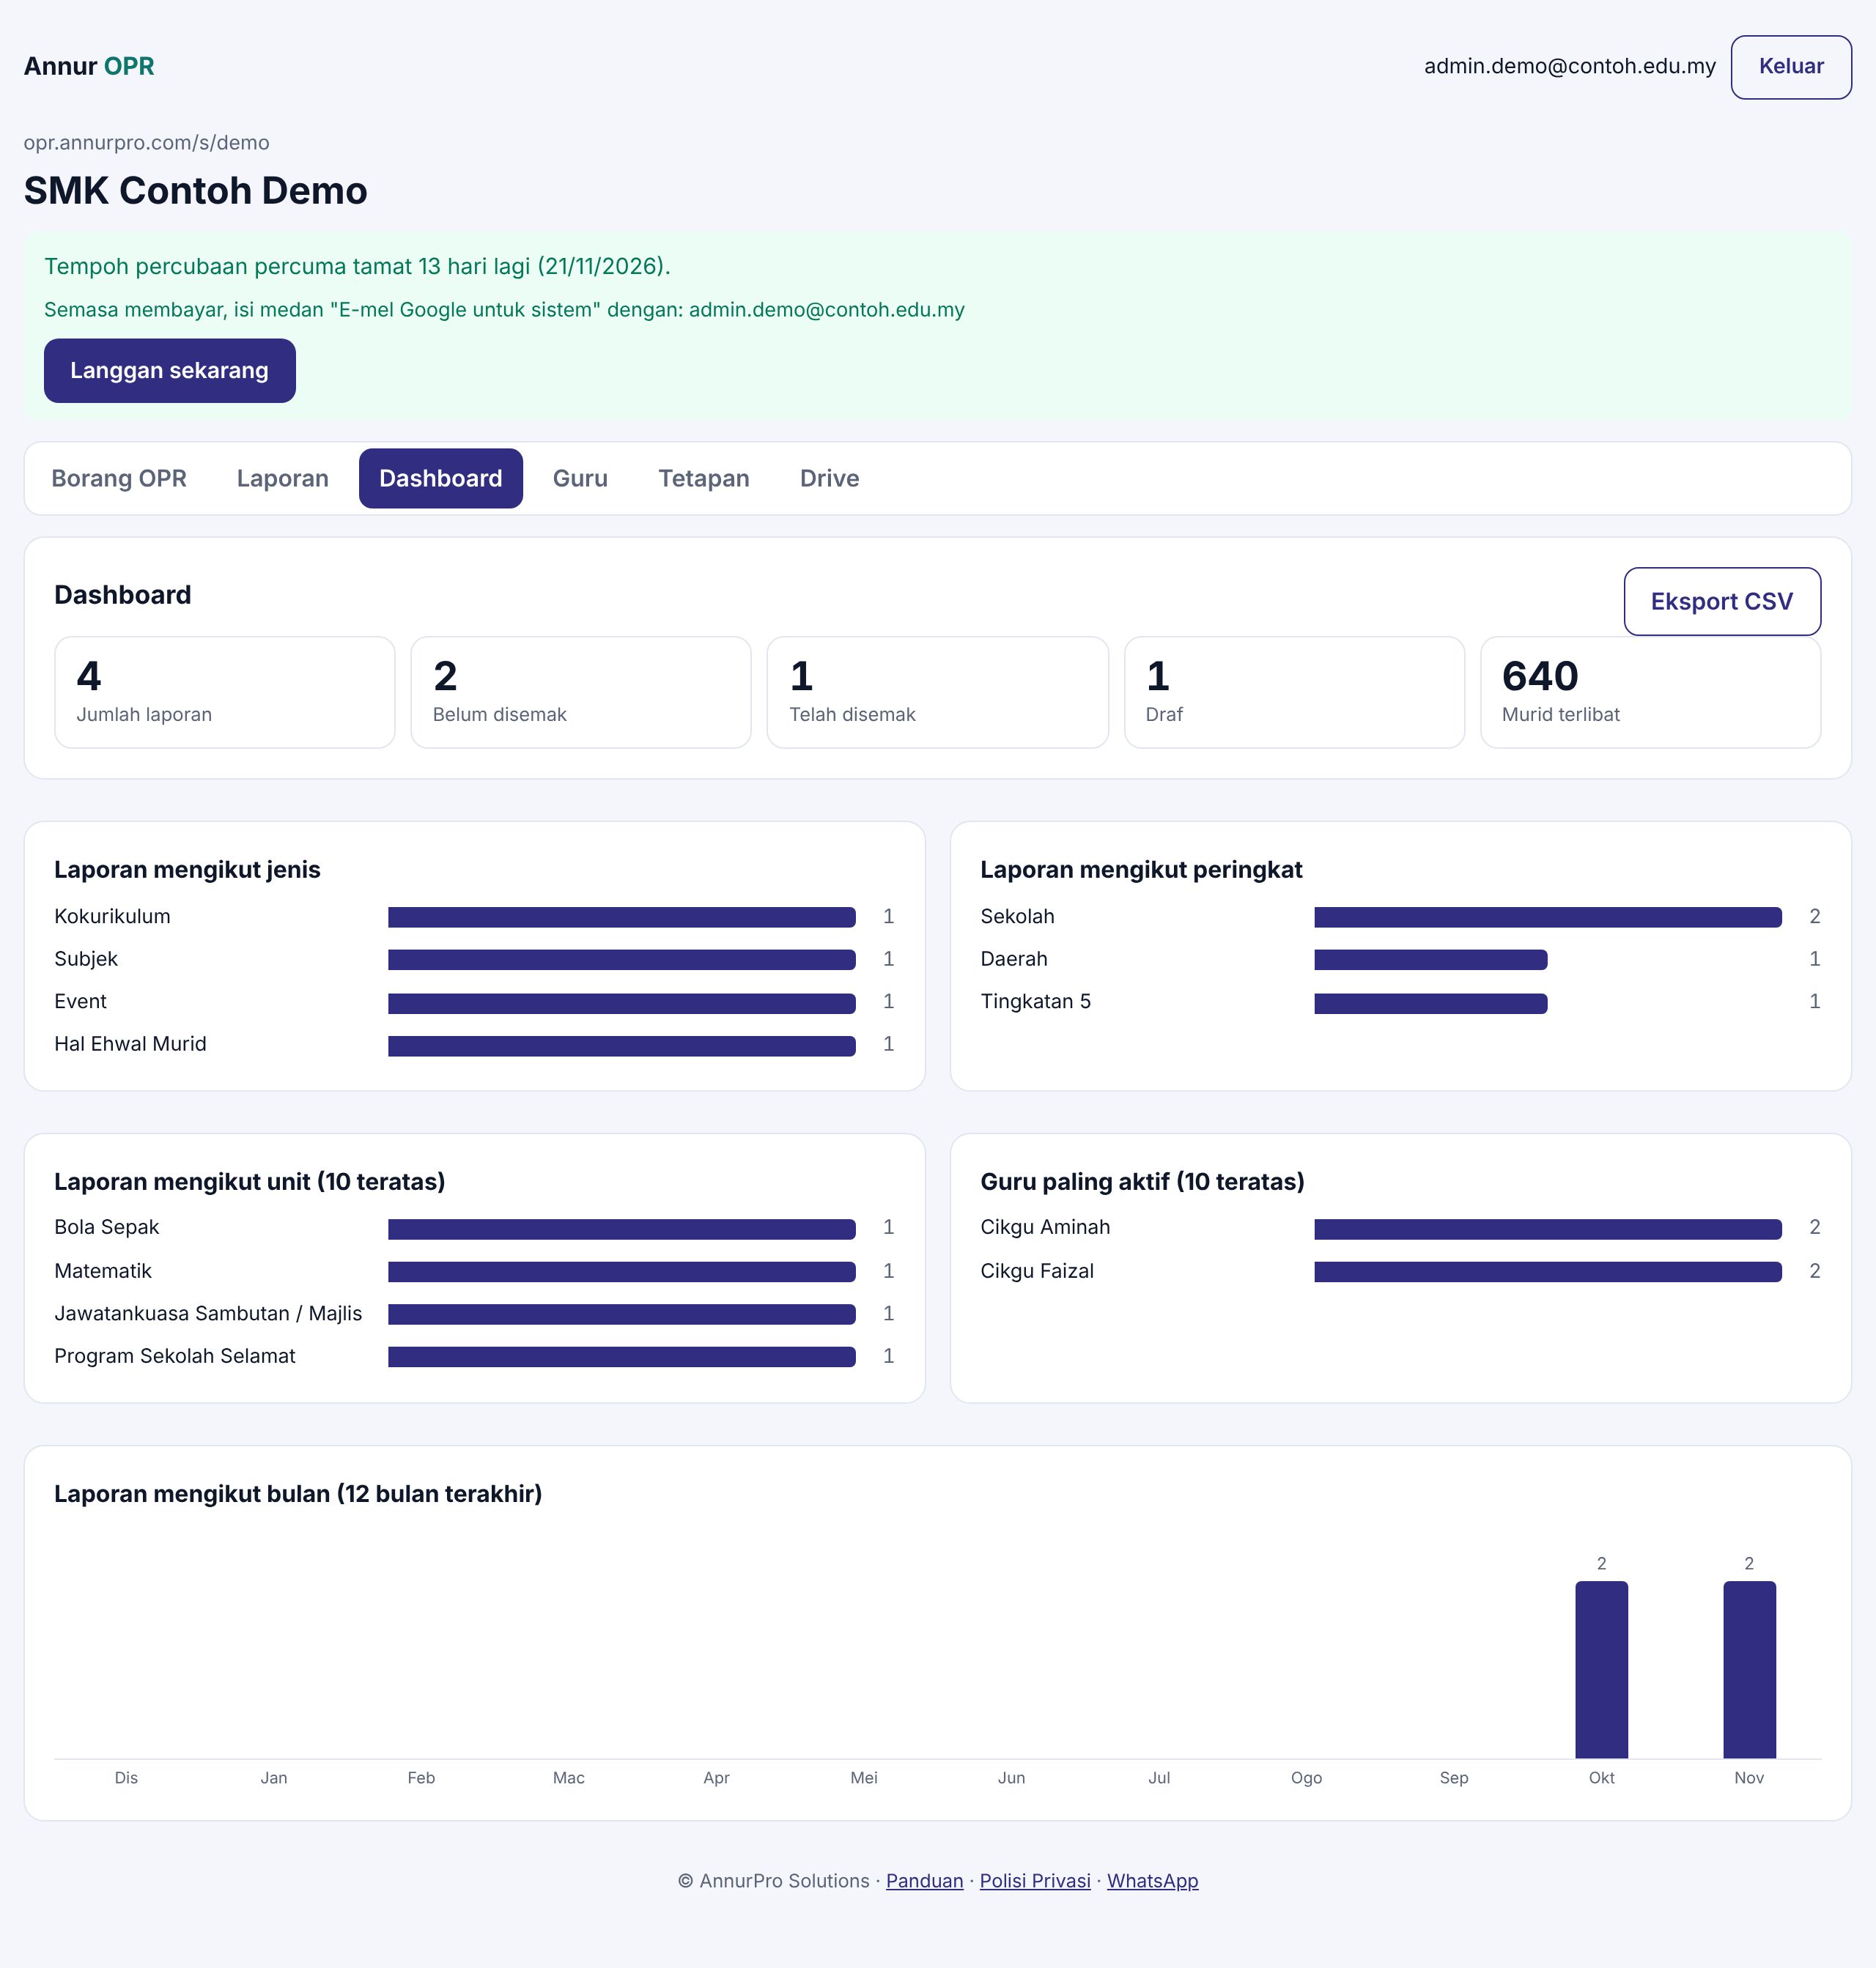 Annur OPR
admin.demo@contoh.edu.my
Keluar
opr.annurpro.com/s/demo
SMK Contoh Demo
Tempoh percubaan percuma tamat 13 hari lagi (21/11/2026).
Semasa membayar, isi medan "E-mel Google untuk sistem" dengan: admin.demo@contoh.edu.my
Langgan sekarang
Borang OPR
Laporan
Dashboard
Guru
Tetapan
Drive
Dashboard
Eksport CSV
4
Jumlah laporan
2
Belum disemak
1
Telah disemak
1
Draf
640
Murid terlibat
Laporan mengikut jenis
Kokurikulum 1
Subjek 1
Event 1
Hal Ehwal Murid 1
Laporan mengikut peringkat
Sekolah 2
Daerah 1
Tingkatan 5 1
Laporan mengikut unit (10 teratas)
Bola Sepak 1
Matematik 1
Jawatankuasa Sambutan / Majlis 1
Program Sekolah Selamat 1
Guru paling aktif (10 teratas)
Cikgu Aminah 2
Cikgu Faizal 2
Laporan mengikut bulan (12 bulan terakhir)
2 2
Dis Jan Feb Mac Apr Mei Jun Jul Ogo Sep Okt Nov
© AnnurPro Solutions · Panduan · Polisi Privasi · WhatsApp